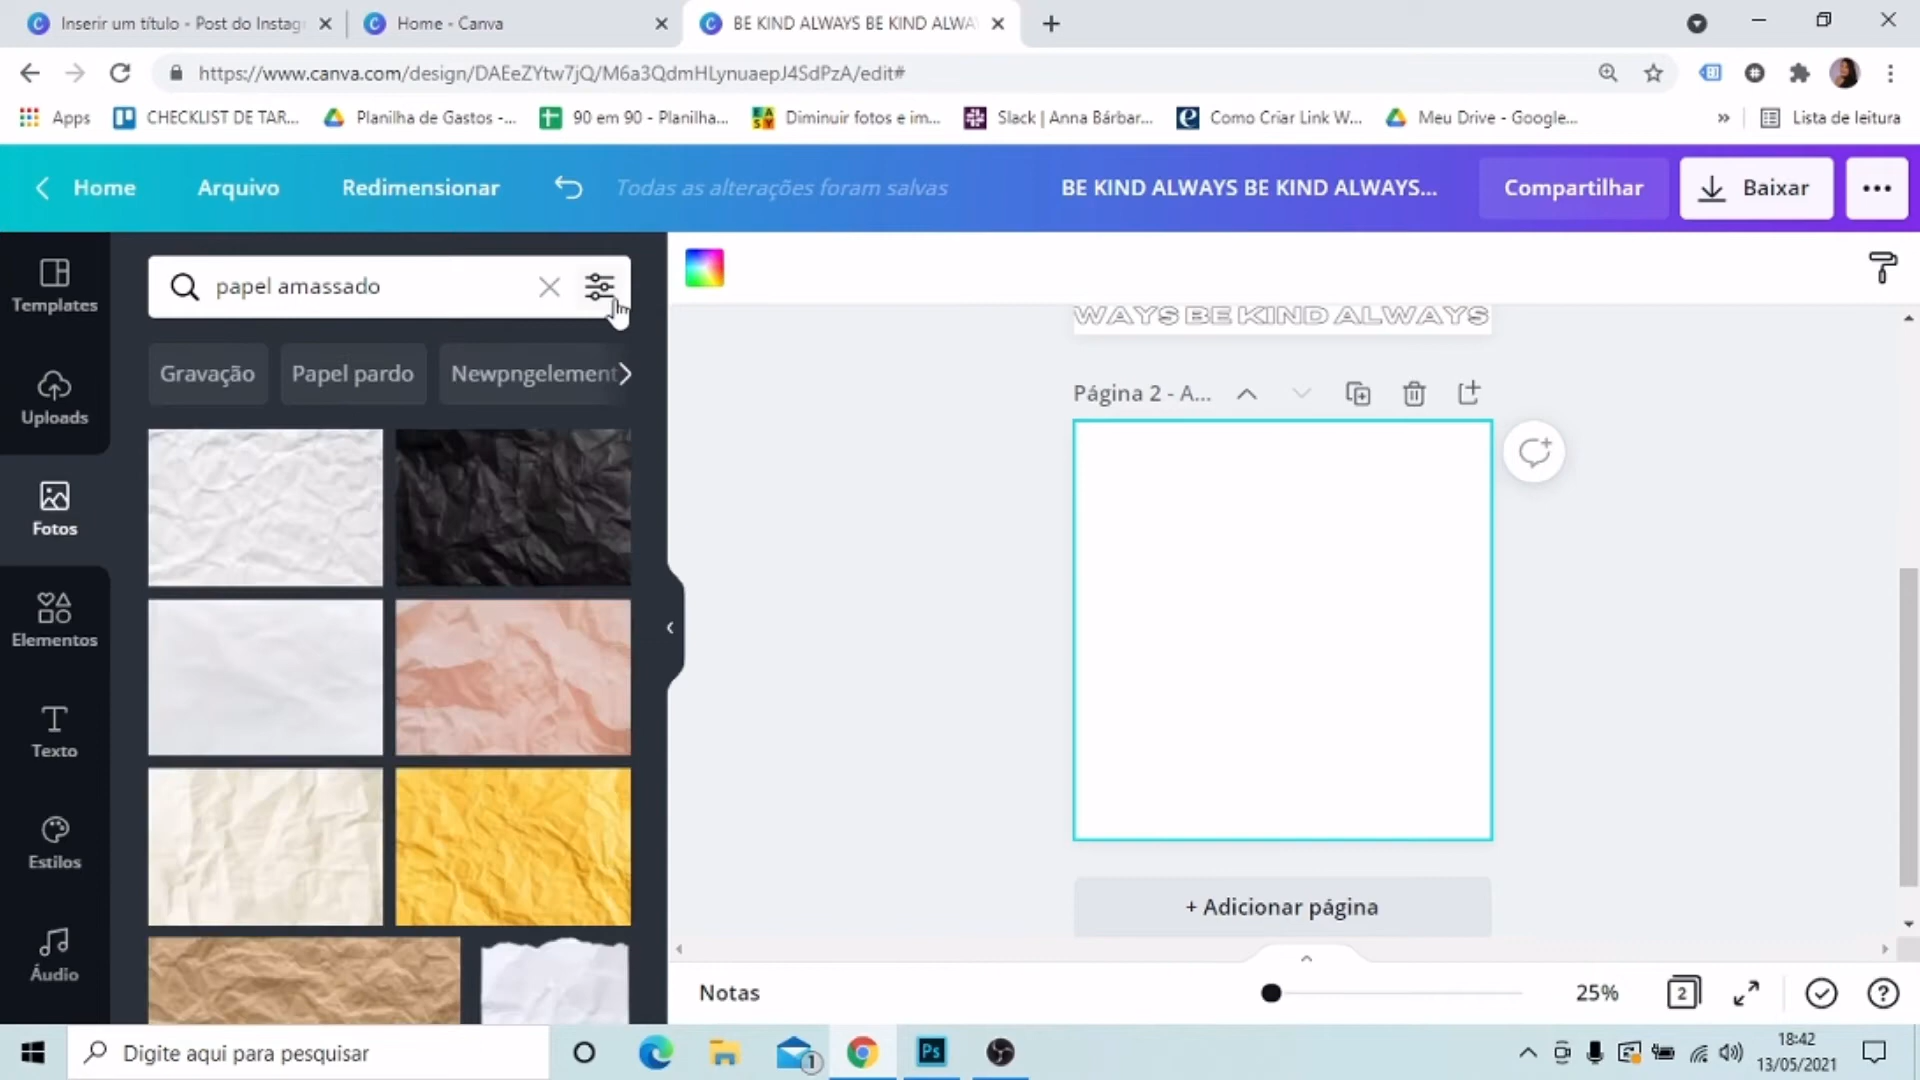 Inserir um título - Post do Instag
Home - Canva
BE KIND ALWAYS BE KIND ALWA
https://www.canva.com/design/DAEeZYtw7jQ/M6a3QdmHLynuaepJ4SdPzA/edit#
Apps
CHECKLIST DE TAR...
Planilha de Gastos -...
90 em 90 - Planilha...
EASY
Diminuir fotos e im...
Slack | Anna Bárbar...
Como Criar Link W...
Meu Drive - Google...
»
Lista de leitura
Home
Arquivo
Redimensionar
Todas as alterações foram salvas
BE KIND ALWAYS BE KIND ALWAYS...
Compartilhar
Baixar
Templates
Uploads
Fotos
Elementos
Texto
Estilos
Áudio
papel amassado
Gravação
Papel pardo
Newpngelement
WAYS BE KIND ALWAYS
Página 2 - A...
+ Adicionar página
Notas
25%
2
Digite aqui para pesquisar
1
Ps
18:42
13/05/2021